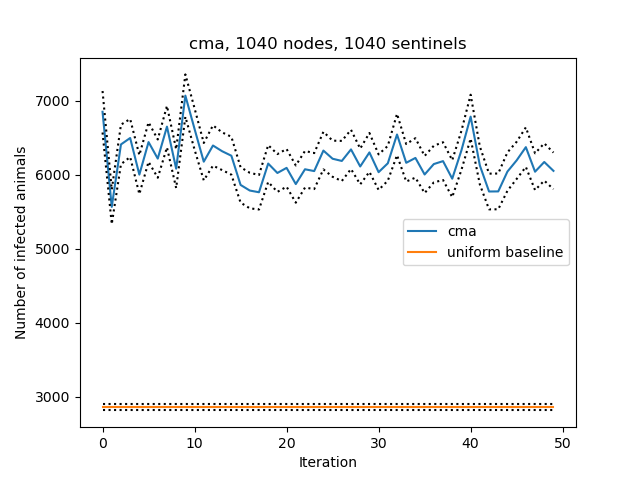 cma, 1040 nodes, 1040 sentinels
Number of infected animals
7000
6000
5000
4000
3000
cma
uniform baseline
0
10
20
30
40
50
Iteration